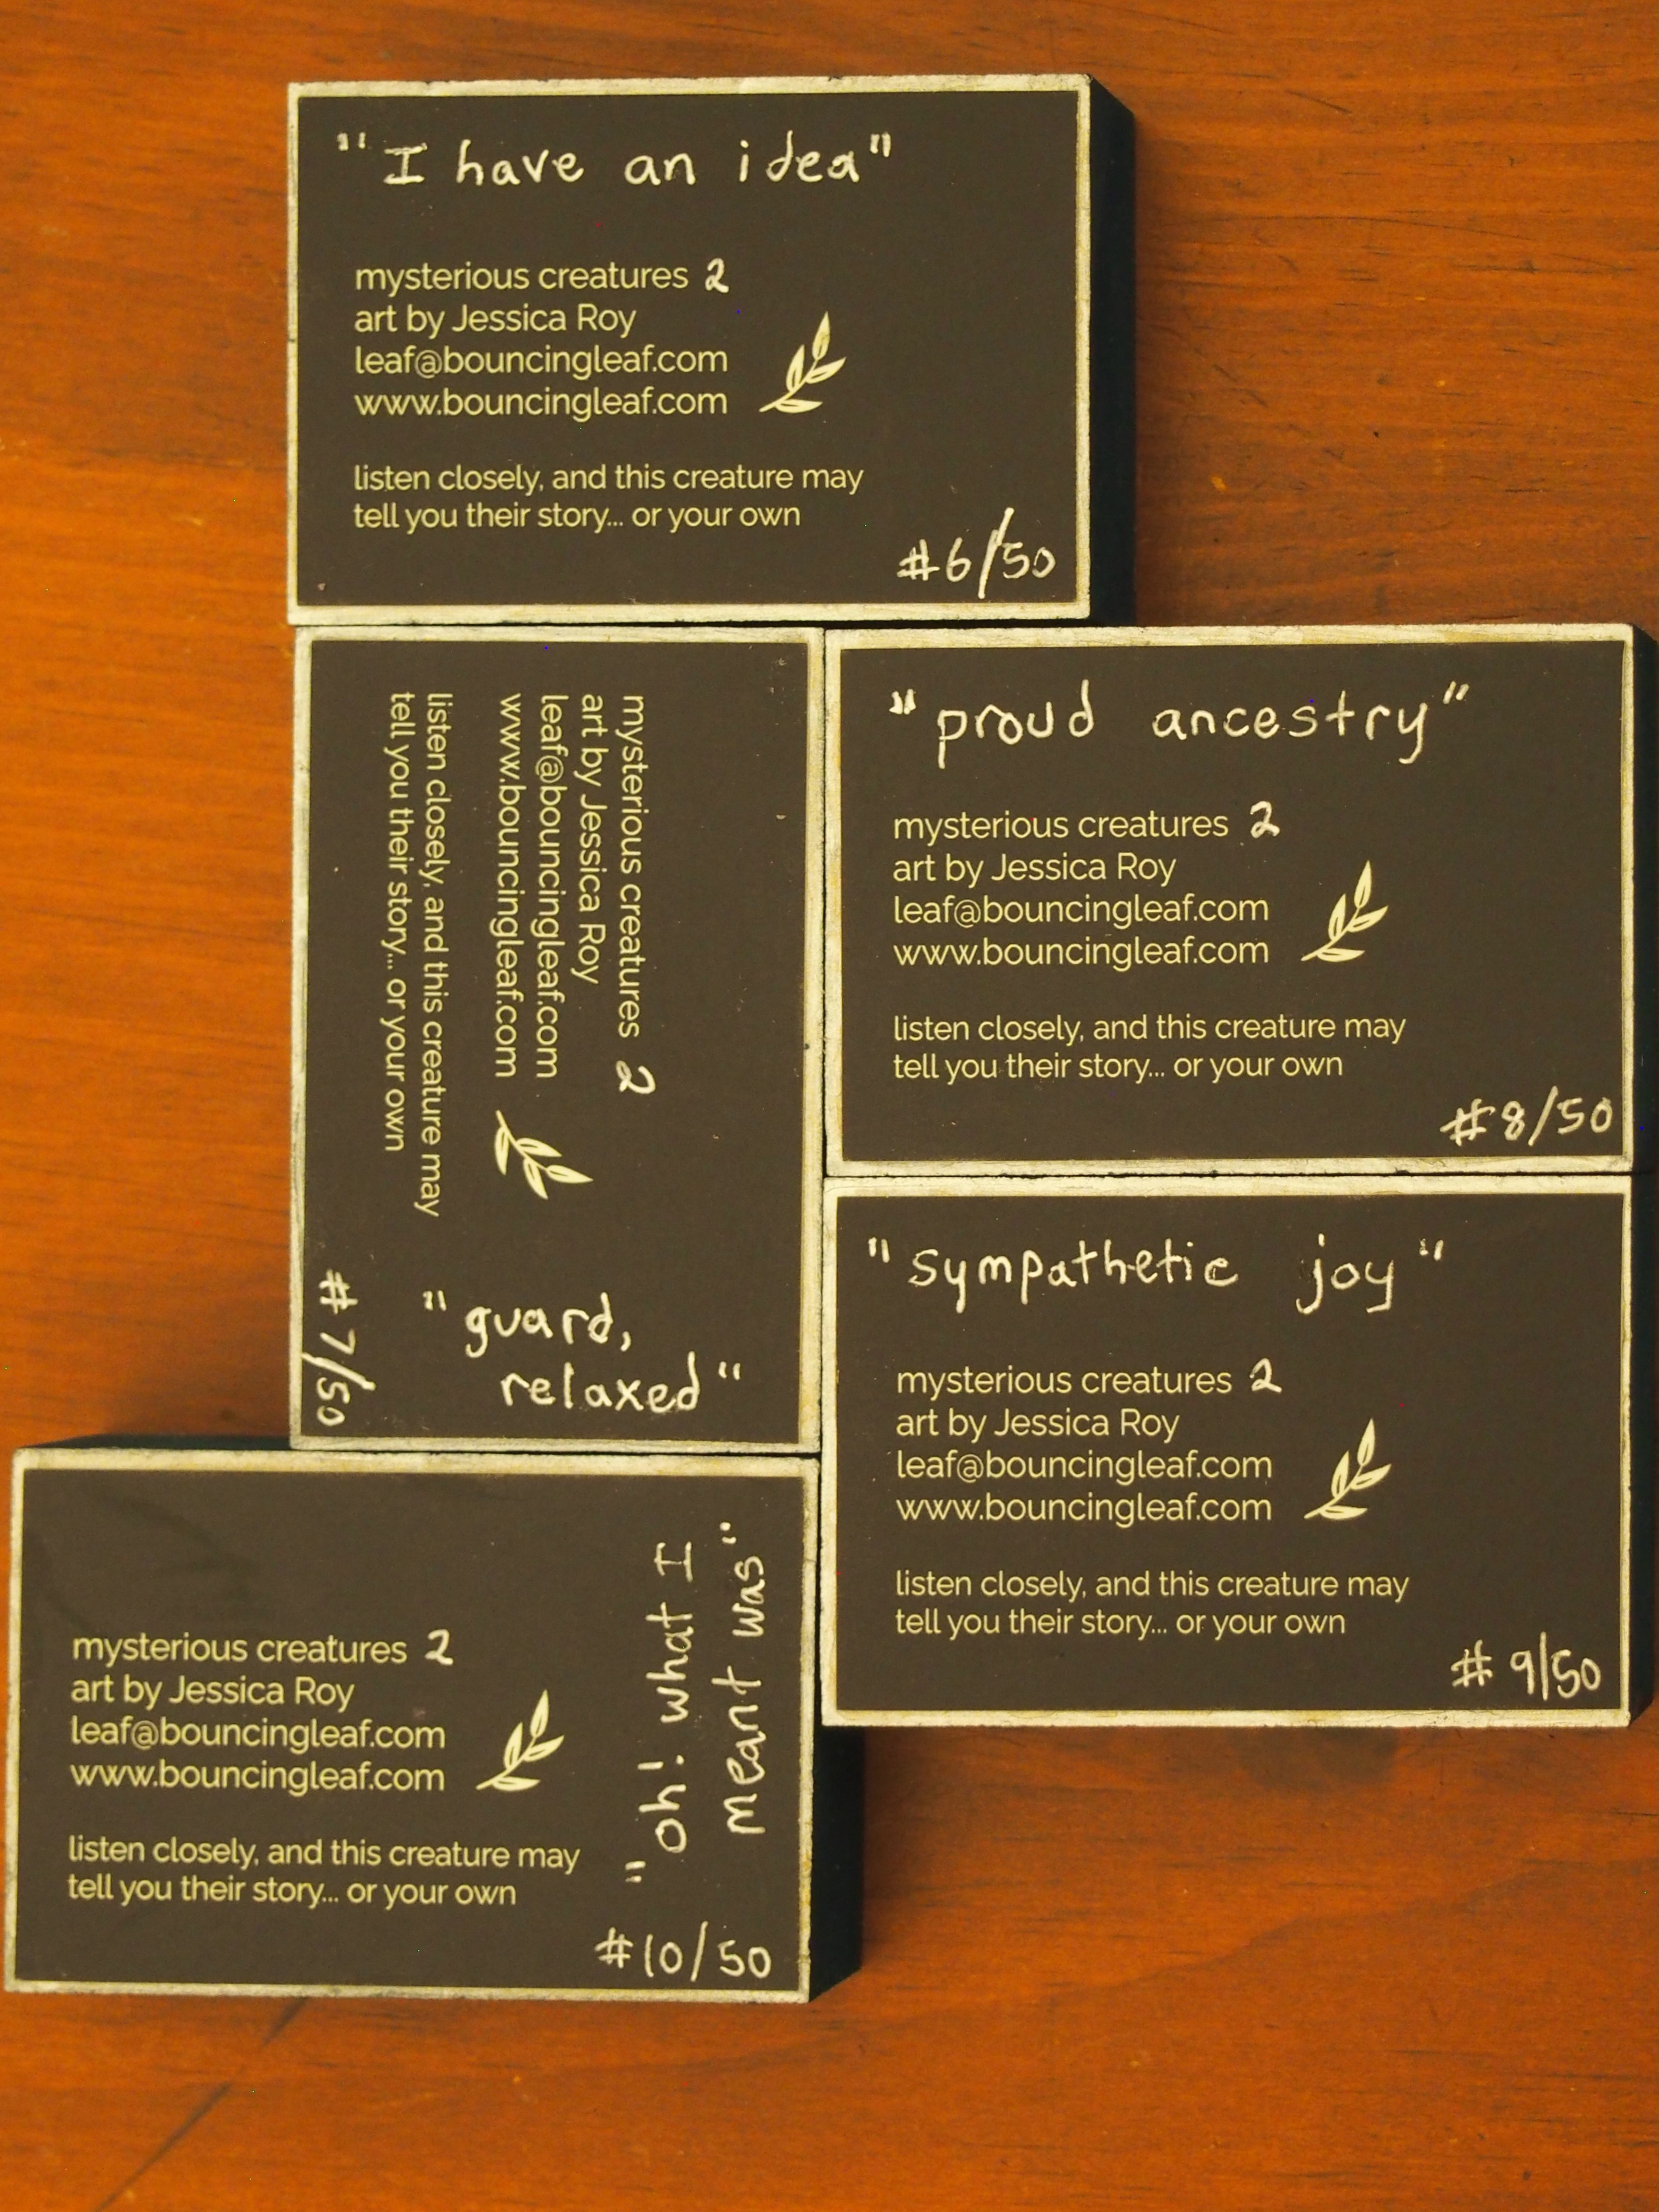 "I have an idea"
mysterious creatures 2
art by Jessica Roy
leaf@bouncingleaf.com
www.bouncingleaf.com
listen closely, and this creature may
tell you their story... or your own
#6/50
mysterious creatures 2
art by Jessica Roy
leaf@bouncingleaf.com
www.bouncingleaf.com
listen closely, and this creature may
tell you their story... or your own
#7/50
"guard,
relaxed"
"proud ancestry"
mysterious creatures 2
art by Jessica Roy
leaf@bouncingleaf.com
www.bouncingleaf.com
listen closely, and this creature may
tell you their story... or your own
#8/50
"sympathetic joy"
mysterious creatures 2
art by Jessica Roy
leaf@bouncingleaf.com
www.bouncingleaf.com
listen closely, and this creature may
tell you their story... or your own
#9/50
"oh! what I
meant was"
mysterious creatures 2
art by Jessica Roy
leaf@bouncingleaf.com
www.bouncingleaf.com
listen closely, and this creature may
tell you their story... or your own
#10/50